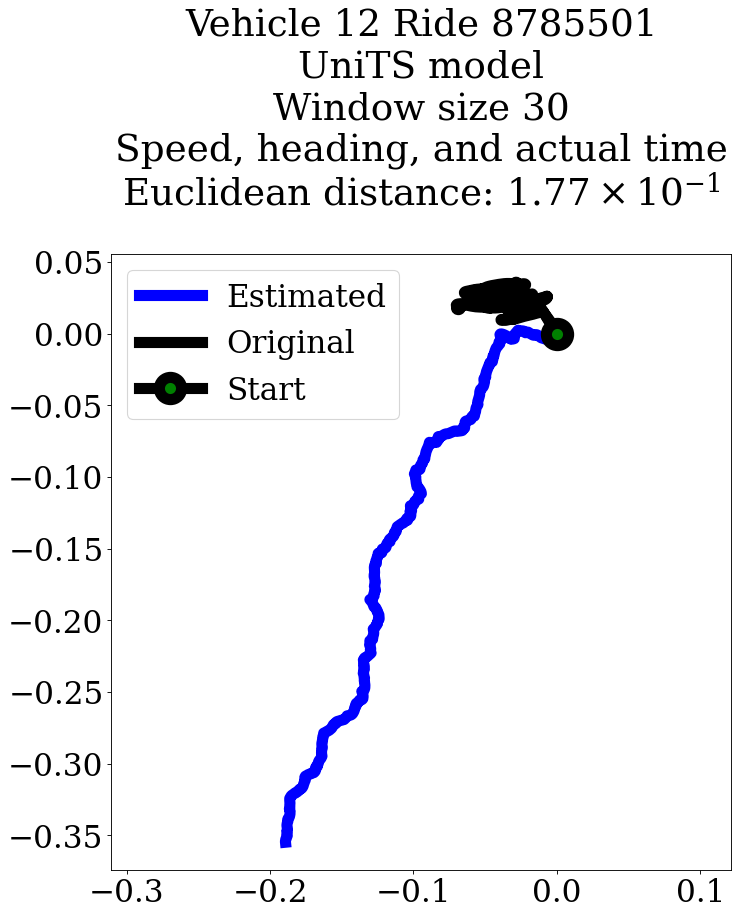 Vehicle 12 Ride 8785501
UniTS model
Window size 30
Speed, heading, and actual time
Euclidean distance: 1.77 × 10⁻¹
0.05
0.00
−0.05
−0.10
−0.15
−0.20
−0.25
−0.30
−0.35
Estimated
Original
Start
−0.3
−0.2
−0.1
0.0
0.1